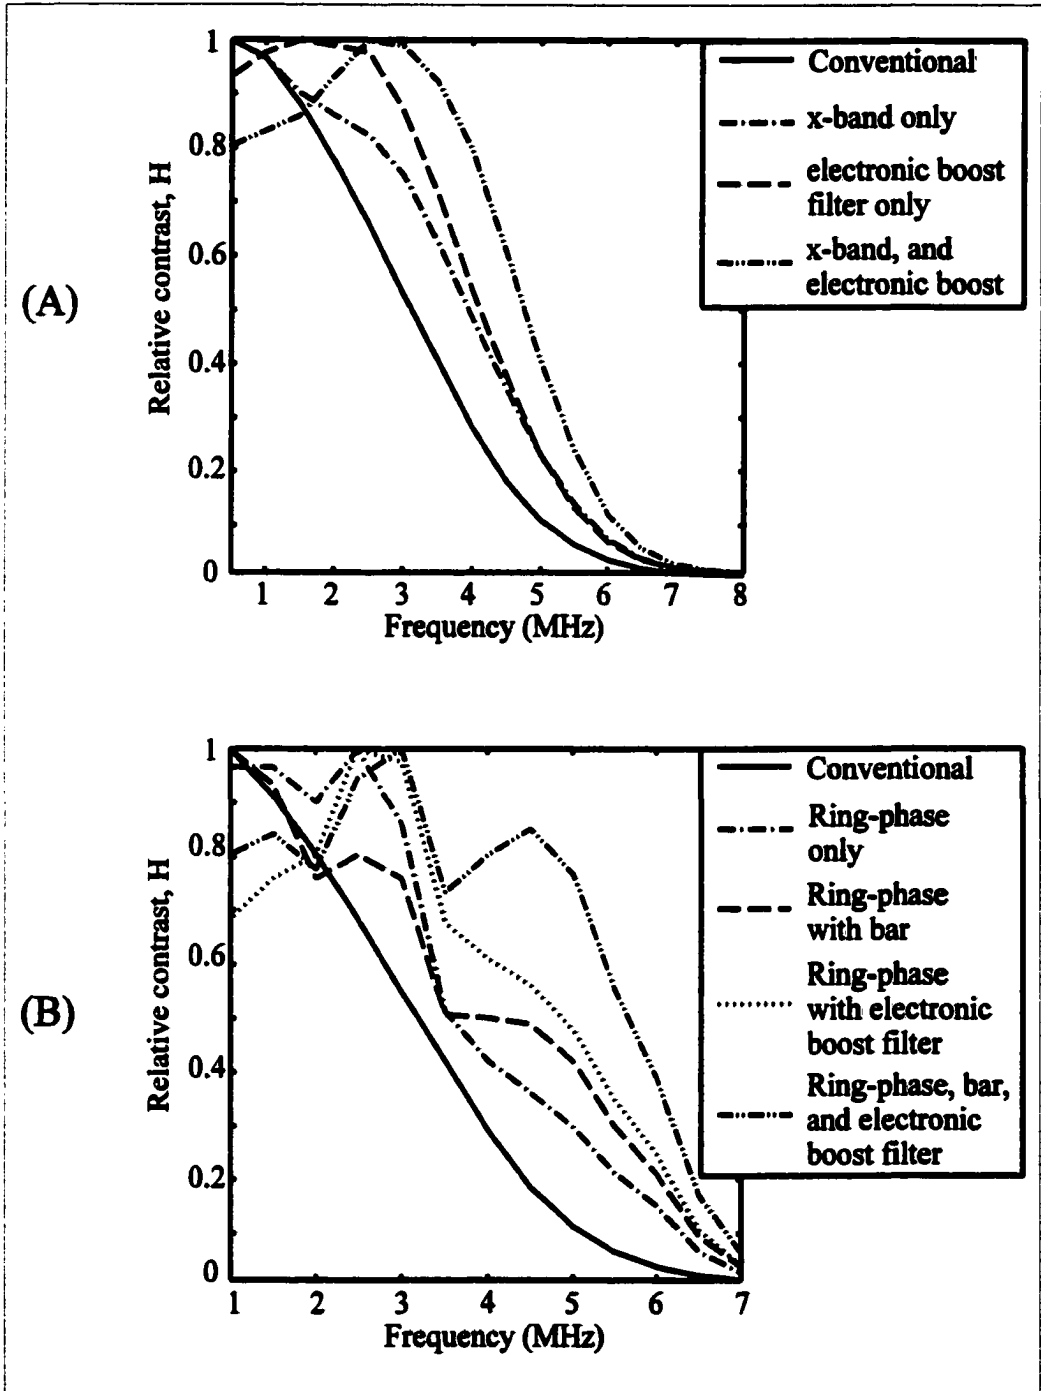 (A)
Relative contrast, H
1
0.8
0.6
0.4
0.2
0
1 2 3 4 5 6 7 8
Frequency (MHz)
Conventional
x-band only
electronic boost
filter only
x-band, and
electronic boost
(B)
Relative contrast, H
1
0.8
0.6
0.4
0.2
0
1 2 3 4 5 6 7
Frequency (MHz)
Conventional
Ring-phase
only
Ring-phase
with bar
Ring-phase
with electronic
boost filter
Ring-phase, bar,
and electronic
boost filter